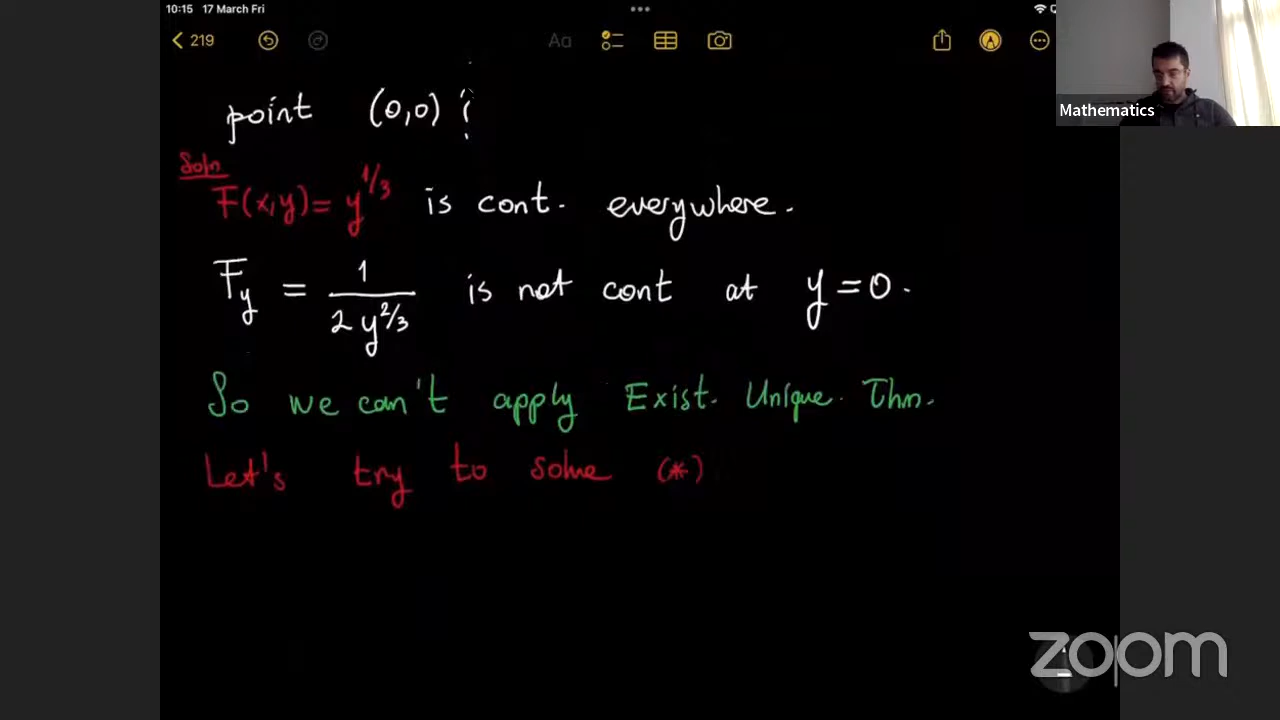 10:15 17 March Fri
219
Aa
Mathematics
point (0,0) ?
Soln
F(x,y) = y^{1/3} is cont. everywhere.
F_y = \frac{1}{2 y^{2/3}} is not cont at y = 0.
So we can't apply Exist. Unique. Thm.
Let's try to solve (*)
zoom